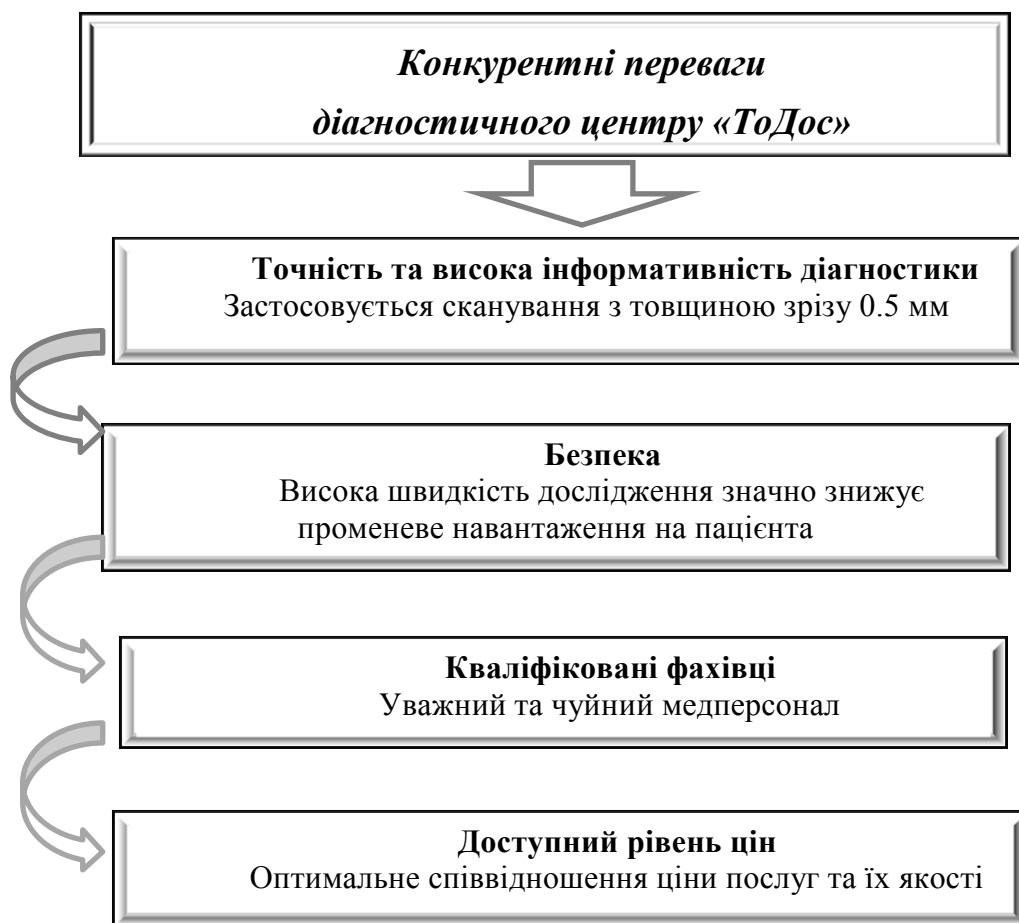 Конкурентні переваги
діагностичного центру «ТоДос»
Точність та висока інформативність діагностики
Застосовується сканування з товщиною зрізу 0.5 мм
Безпека
Висока швидкість дослідження значно знижує
променеве навантаження на пацієнта
Кваліфіковані фахівці
Уважний та чуйний медперсонал
Доступний рівень цін
Оптимальне співвідношення ціни послуг та їх якості